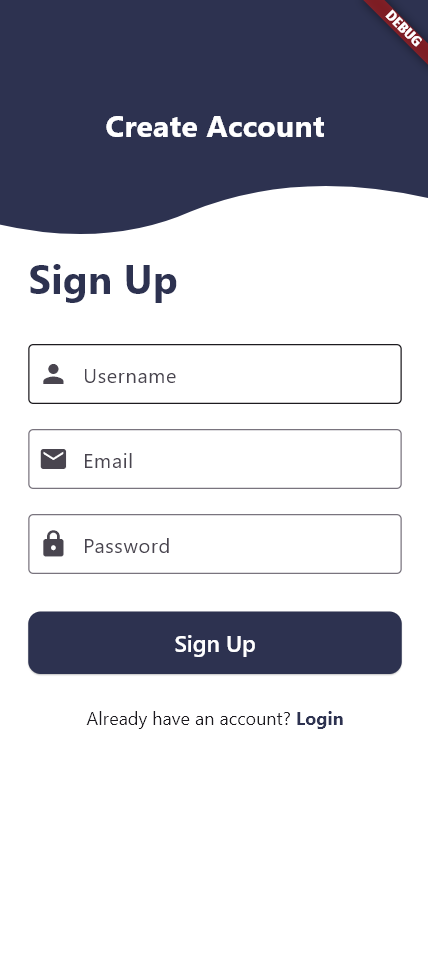 DEBUG
Create Account
Sign Up
Username
Email
Password
Sign Up
Already have an account? Login